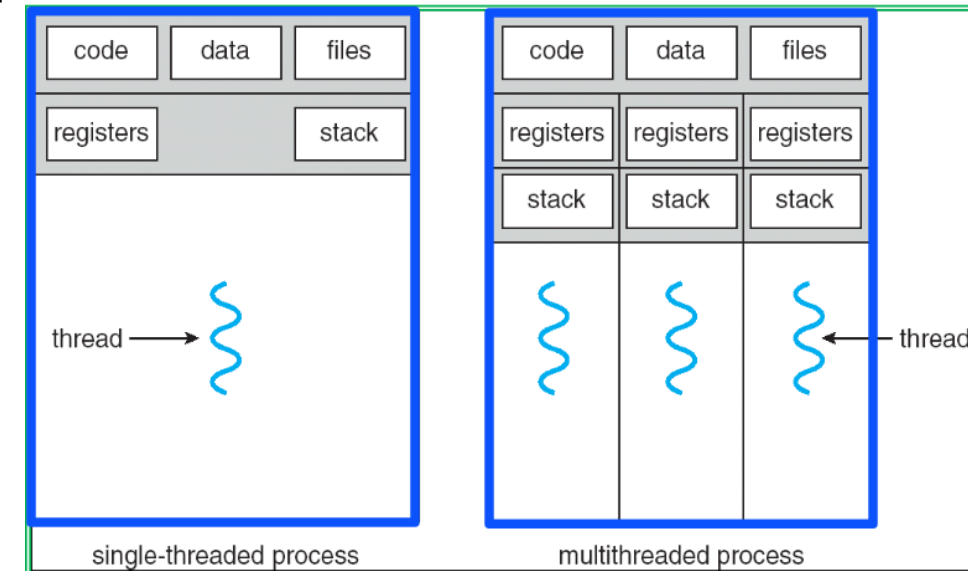 code data files code data files
registers stack registers registers registers
stack stack stack
thread thread
single-threaded process multithreaded process